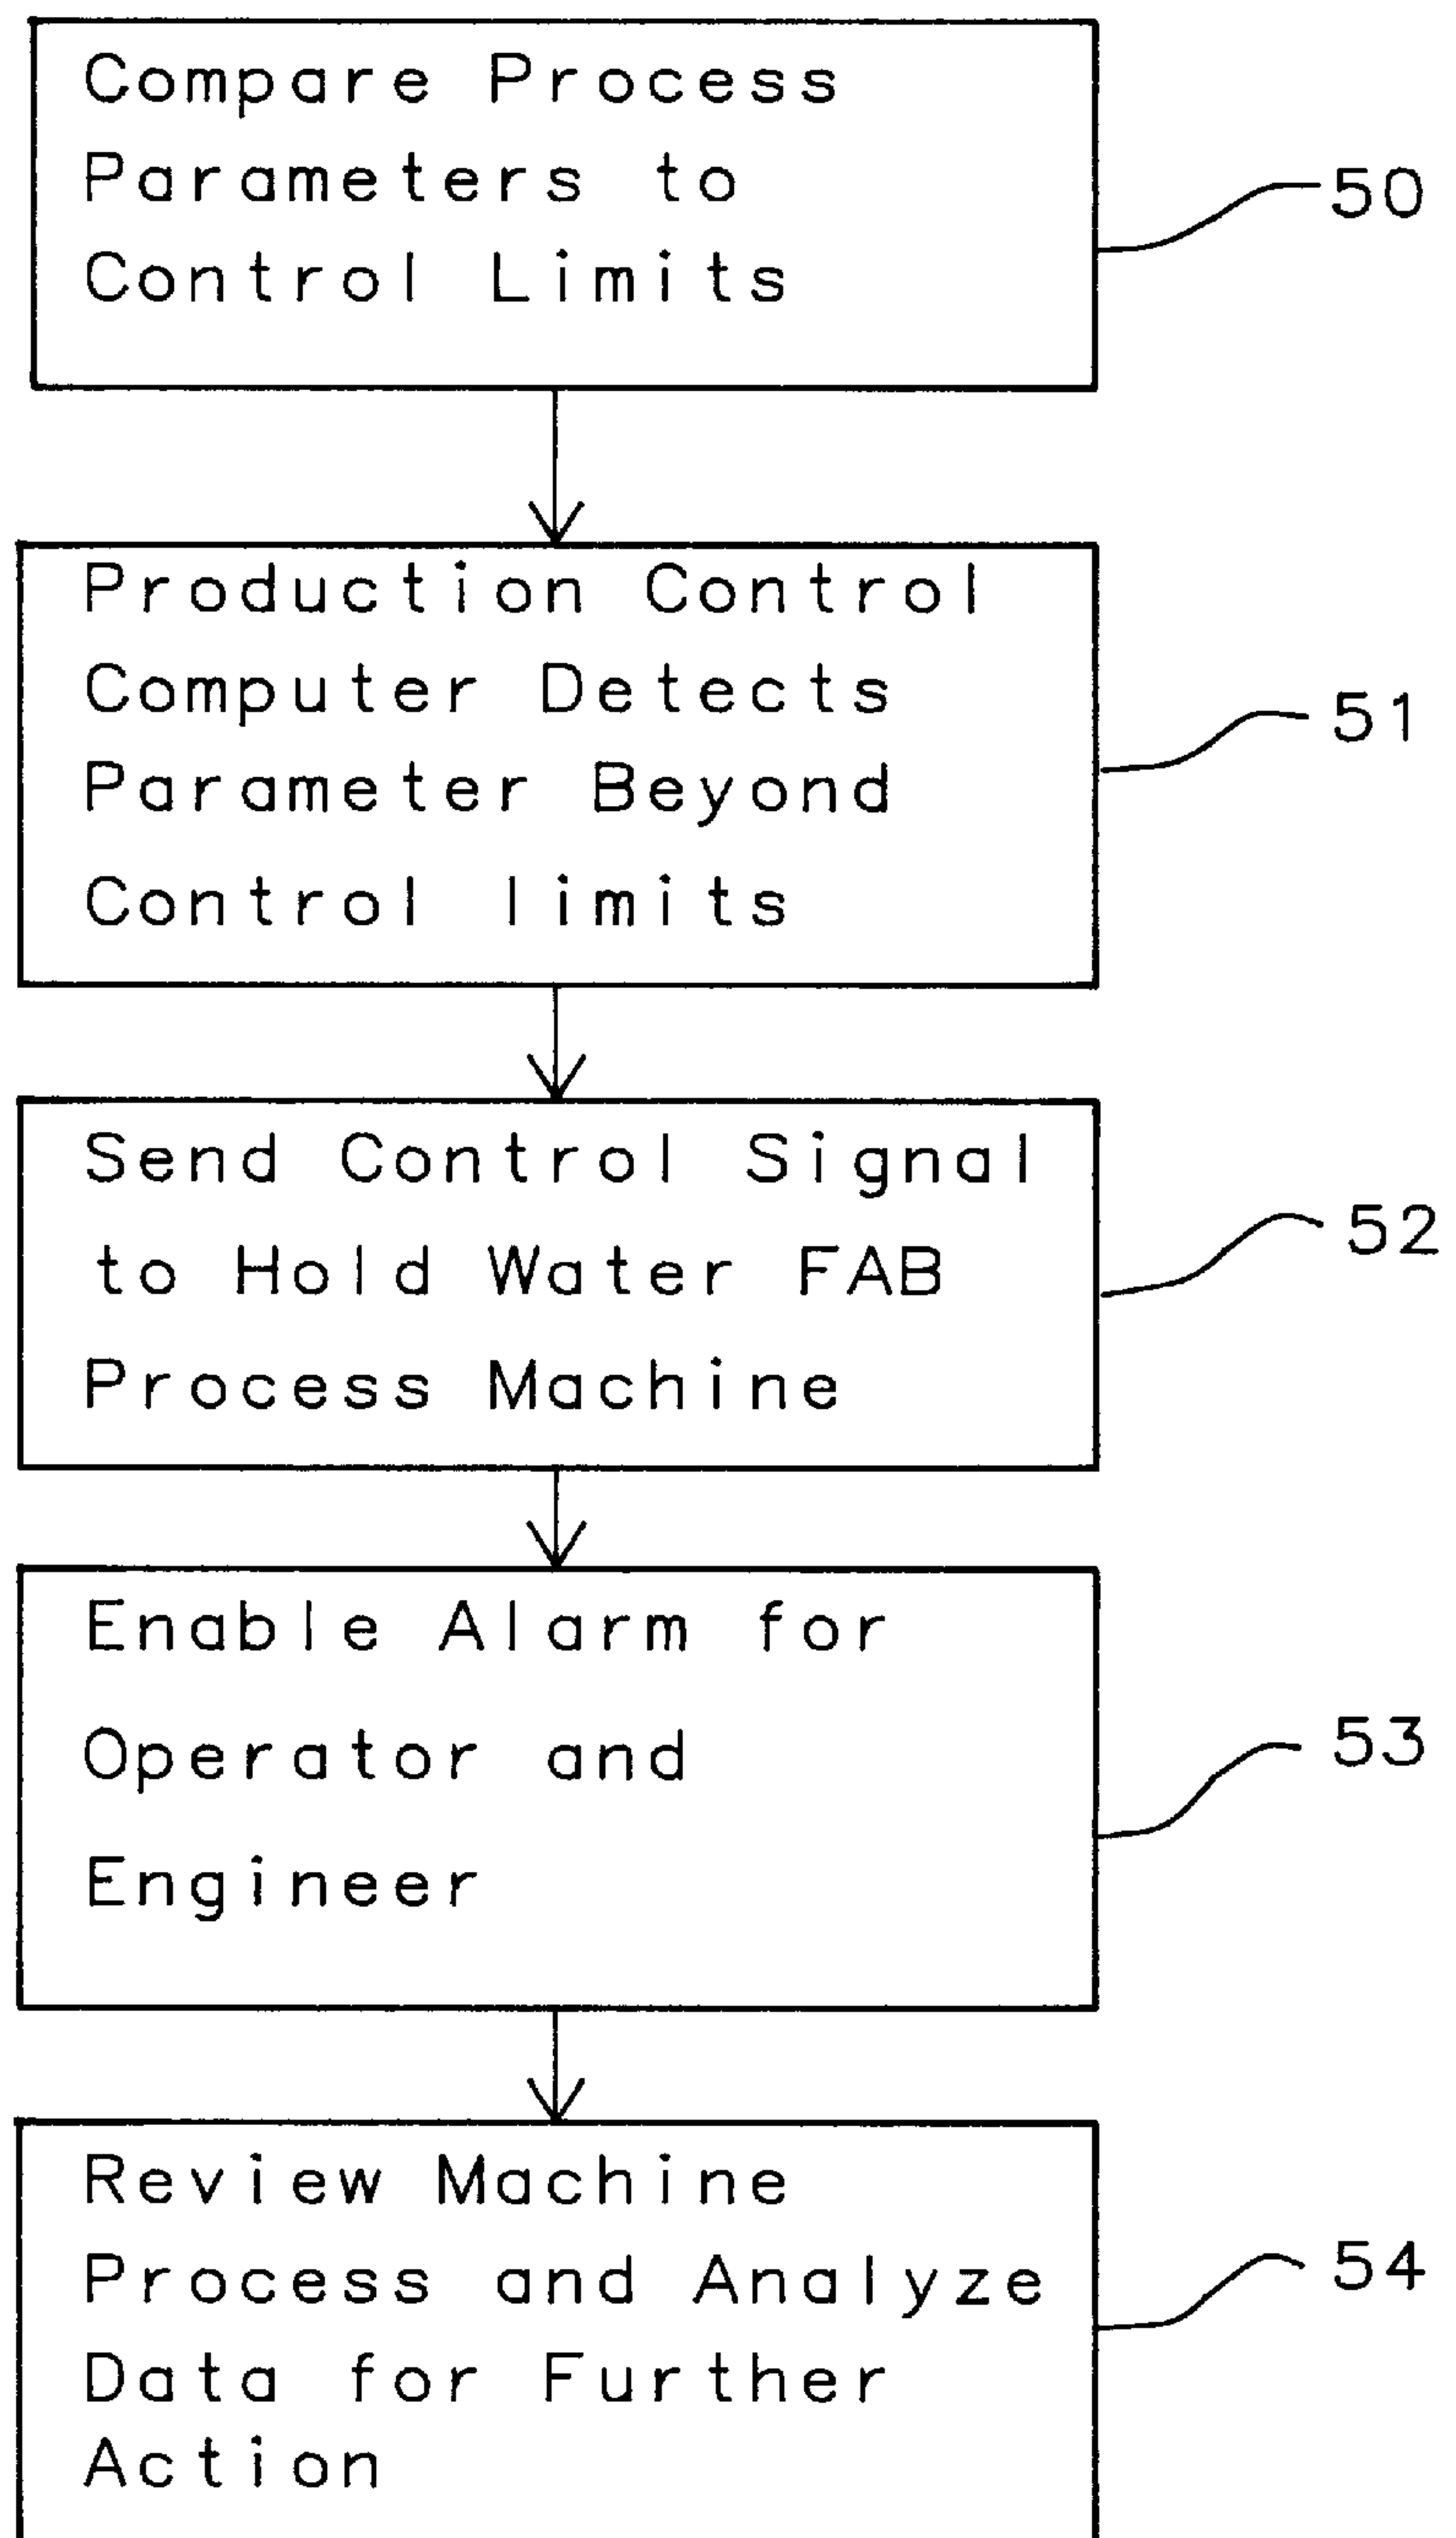 Compare Process
Parameters to
Control Limits
50
Production Control
Computer Detects
Parameter Beyond
Control limits
51
Send Control Signal
to Hold Water FAB
Process Machine
52
Enable Alarm for
Operator and
Engineer
53
Review Machine
Process and Analyze
Data for Further
Action
54